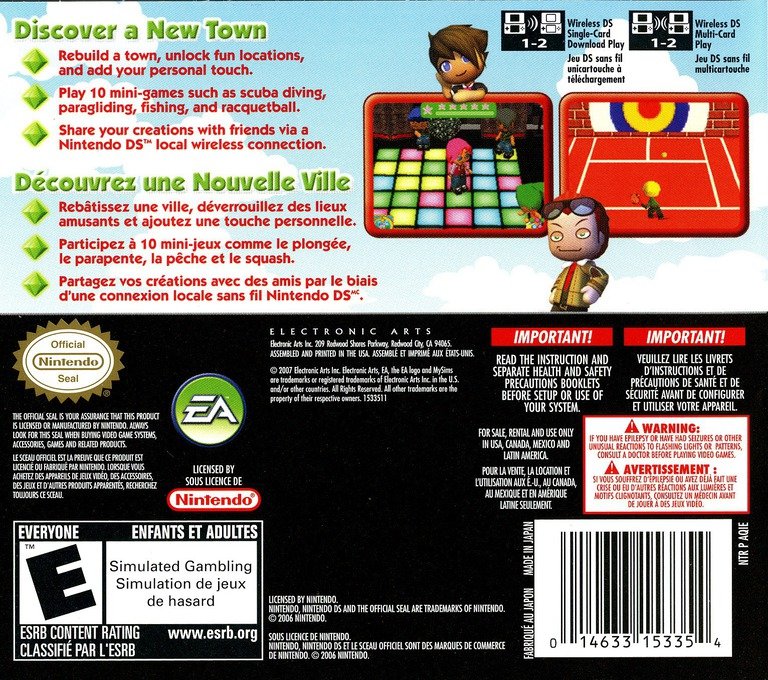 Discover a New Town
Rebuild a town, unlock fun locations,
and add your personal touch.
Play 10 mini-games such as scuba diving,
paragliding, fishing, and racquetball.
Share your creations with friends via a
Nintendo DS™ local wireless connection.
Découvrez une Nouvelle Ville
Rebâtissez une ville, déverrouillez des lieux
amusants et ajoutez une touche personnelle.
Participez à 10 mini-jeux comme la plongée,
le parapente, la pêche et le squash.
Partagez vos créations avec des amis par le biais
d'une connexion locale sans fil Nintendo DSᴹᶜ.
1-2
Wireless DS
Single-Card
Download Play
Jeu DS sans fil
unicartouche à
téléchargement
1-2
Wireless DS
Multi-Card
Play
Jeu DS sans fil
multicartouche
Official
Nintendo
Seal
®
THE OFFICIAL SEAL IS YOUR ASSURANCE THAT THIS PRODUCT
IS LICENSED OR MANUFACTURED BY NINTENDO. ALWAYS
LOOK FOR THIS SEAL WHEN BUYING VIDEO GAME SYSTEMS,
ACCESSORIES, GAMES AND RELATED PRODUCTS.
LE SCEAU OFFICIEL EST LA PREUVE QUE CE PRODUIT EST
LICENCIÉ OU FABRIQUÉ PAR NINTENDO. LORSQUE VOUS
ACHETEZ DES APPAREILS DE JEUX VIDÉO, DES ACCESSOIRES,
DES JEUX ET D'AUTRES PRODUITS APPARENTÉS, RECHERCHEZ
TOUJOURS CE SCEAU.
EA
™
LICENSED BY
SOUS LICENCE DE
Nintendo®
ELECTRONIC ARTS
Electronic Arts Inc. 209 Redwood Shores Parkway, Redwood City, CA 94065.
ASSEMBLED AND PRINTED IN THE USA. ASSEMBLÉ ET IMPRIMÉ AUX ÉTATS-UNIS.
© 2007 Electronic Arts Inc. Electronic Arts, EA, the EA logo and MySims
are trademarks or registered trademarks of Electronic Arts Inc. in the U.S.
and/or other countries. All Rights Reserved. All other trademarks are the
property of their respective owners. 1533511
IMPORTANT!
READ THE INSTRUCTION AND
SEPARATE HEALTH AND SAFETY
PRECAUTIONS BOOKLETS
BEFORE SETUP OR USE OF
YOUR SYSTEM.
IMPORTANT!
VEUILLEZ LIRE LES LIVRETS
D'INSTRUCTIONS ET DE
PRÉCAUTIONS DE SANTÉ ET DE
SÉCURITÉ AVANT DE CONFIGURER
ET UTILISER VOTRE APPAREIL.
FOR SALE, RENTAL AND USE ONLY
IN USA, CANADA, MEXICO AND
LATIN AMERICA.
POUR LA VENTE, LA LOCATION ET
L'UTILISATION AUX É.-U., AU CANADA,
AU MEXIQUE ET EN AMÉRIQUE
LATINE SEULEMENT.
WARNING:
IF YOU HAVE EPILEPSY OR HAVE HAD SEIZURES OR OTHER
UNUSUAL REACTIONS TO FLASHING LIGHTS OR PATTERNS,
CONSULT A DOCTOR BEFORE PLAYING VIDEO GAMES.
AVERTISSEMENT :
SI VOUS SOUFFREZ D'ÉPILEPSIE OU AVEZ DÉJÀ FAIT UNE
CRISE OU EU D'AUTRES RÉACTIONS AUX LUMIÈRES ET
MOTIFS CLIGNOTANTS, CONSULTEZ UN MÉDECIN AVANT
DE JOUER À DES JEUX VIDÉO.
EVERYONE ENFANTS ET ADULTES
™
E
Simulated Gambling
Simulation de jeux
de hasard
ESRB CONTENT RATING www.esrb.org
CLASSIFIÉ PAR L'ESRB
LICENSED BY NINTENDO.
NINTENDO, NINTENDO DS AND THE OFFICIAL SEAL ARE TRADEMARKS OF NINTENDO.
© 2006 NINTENDO.
SOUS LICENCE DE NINTENDO.
NINTENDO, NINTENDO DS ET LE SCEAU OFFICIEL SONT DES MARQUES DE COMMERCE
DE NINTENDO. © 2006 NINTENDO.
FABRIQUÉ AU JAPON MADE IN JAPAN
NTR P AQIE
0 14633 15335 4